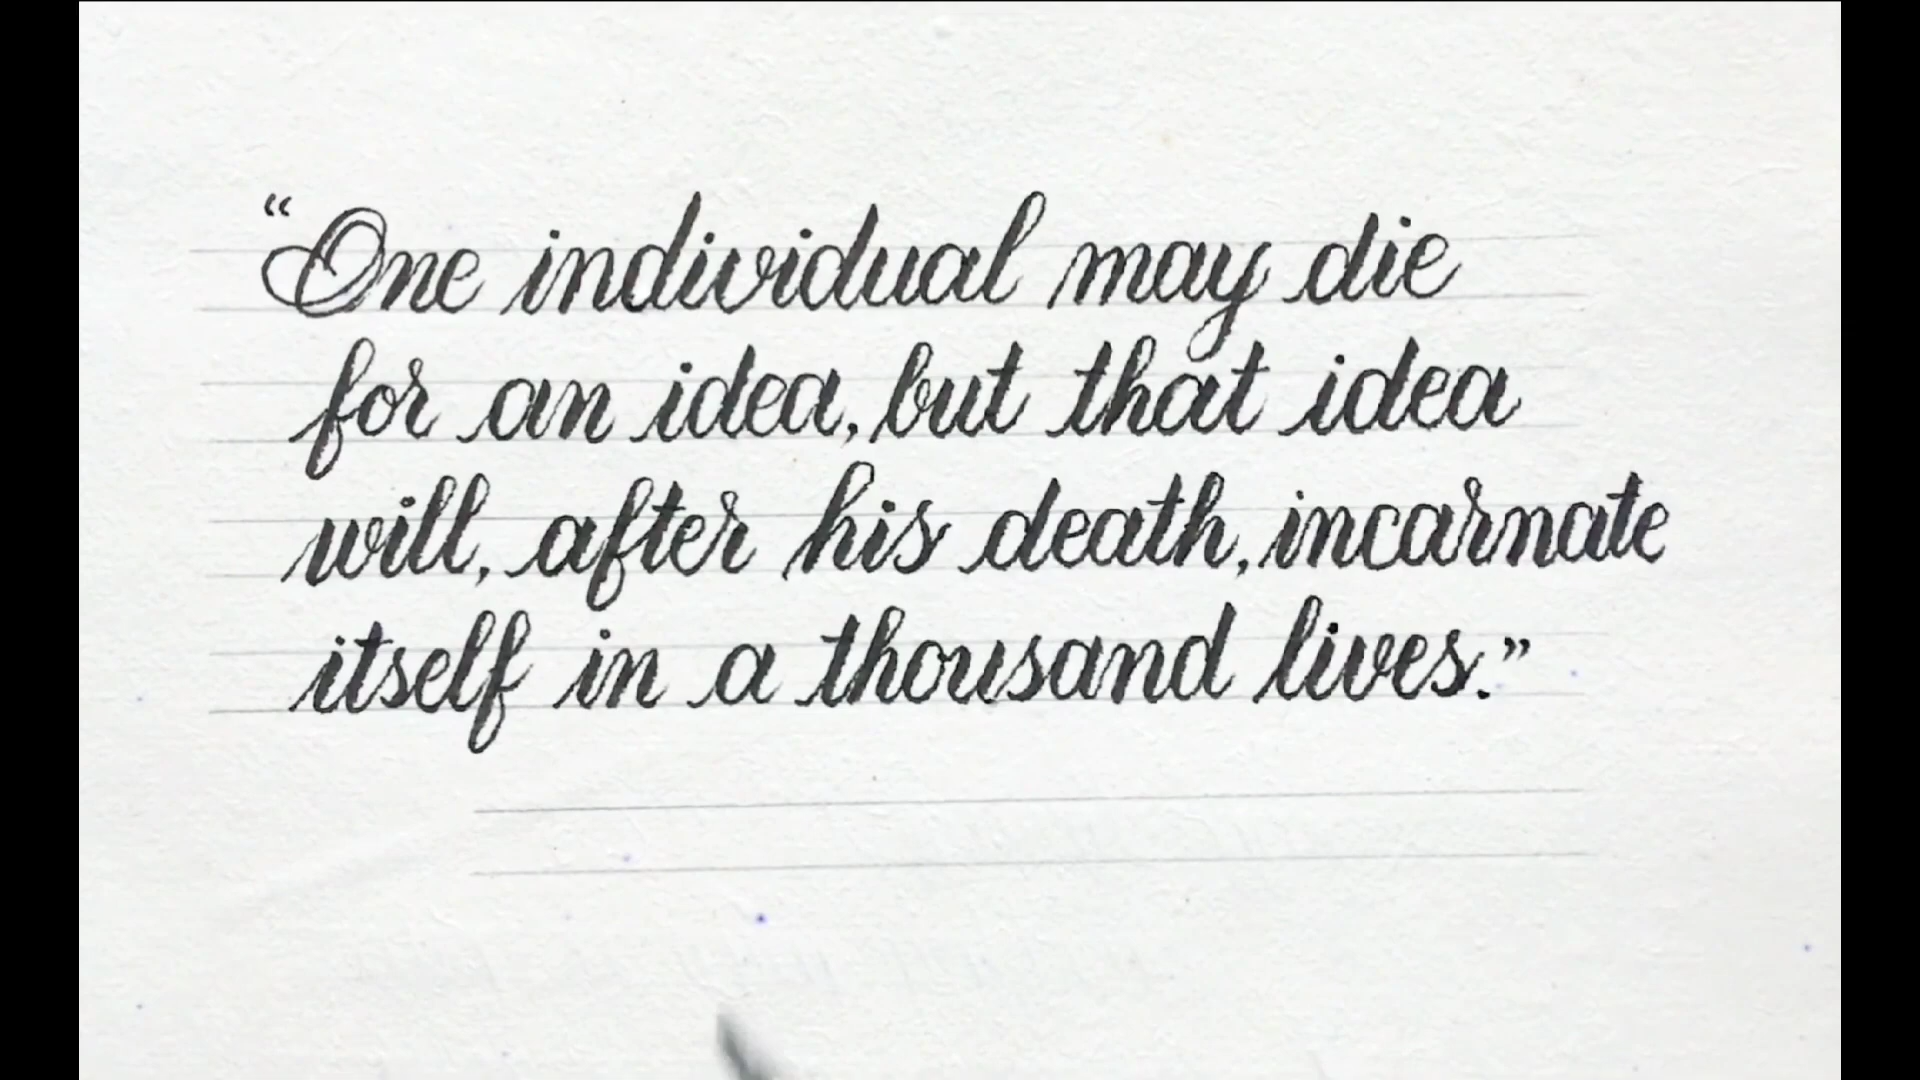 “One individual may die
for an idea, but that idea
will, after his death, incarnate
itself in a thousand lives.”